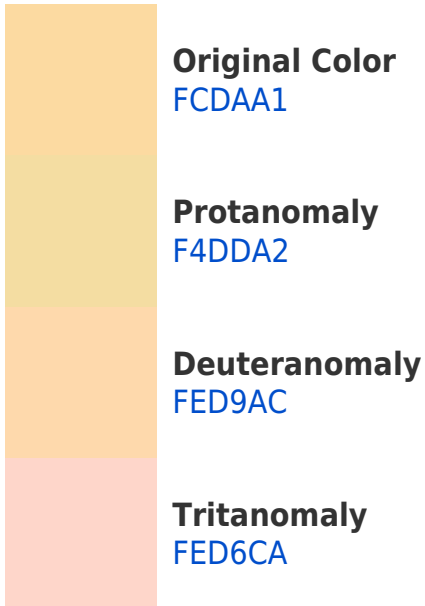 Original Color
FCDAA1
Protanomaly
F4DDA2
Deuteranomaly
FED9AC
Tritanomaly
FED6CA